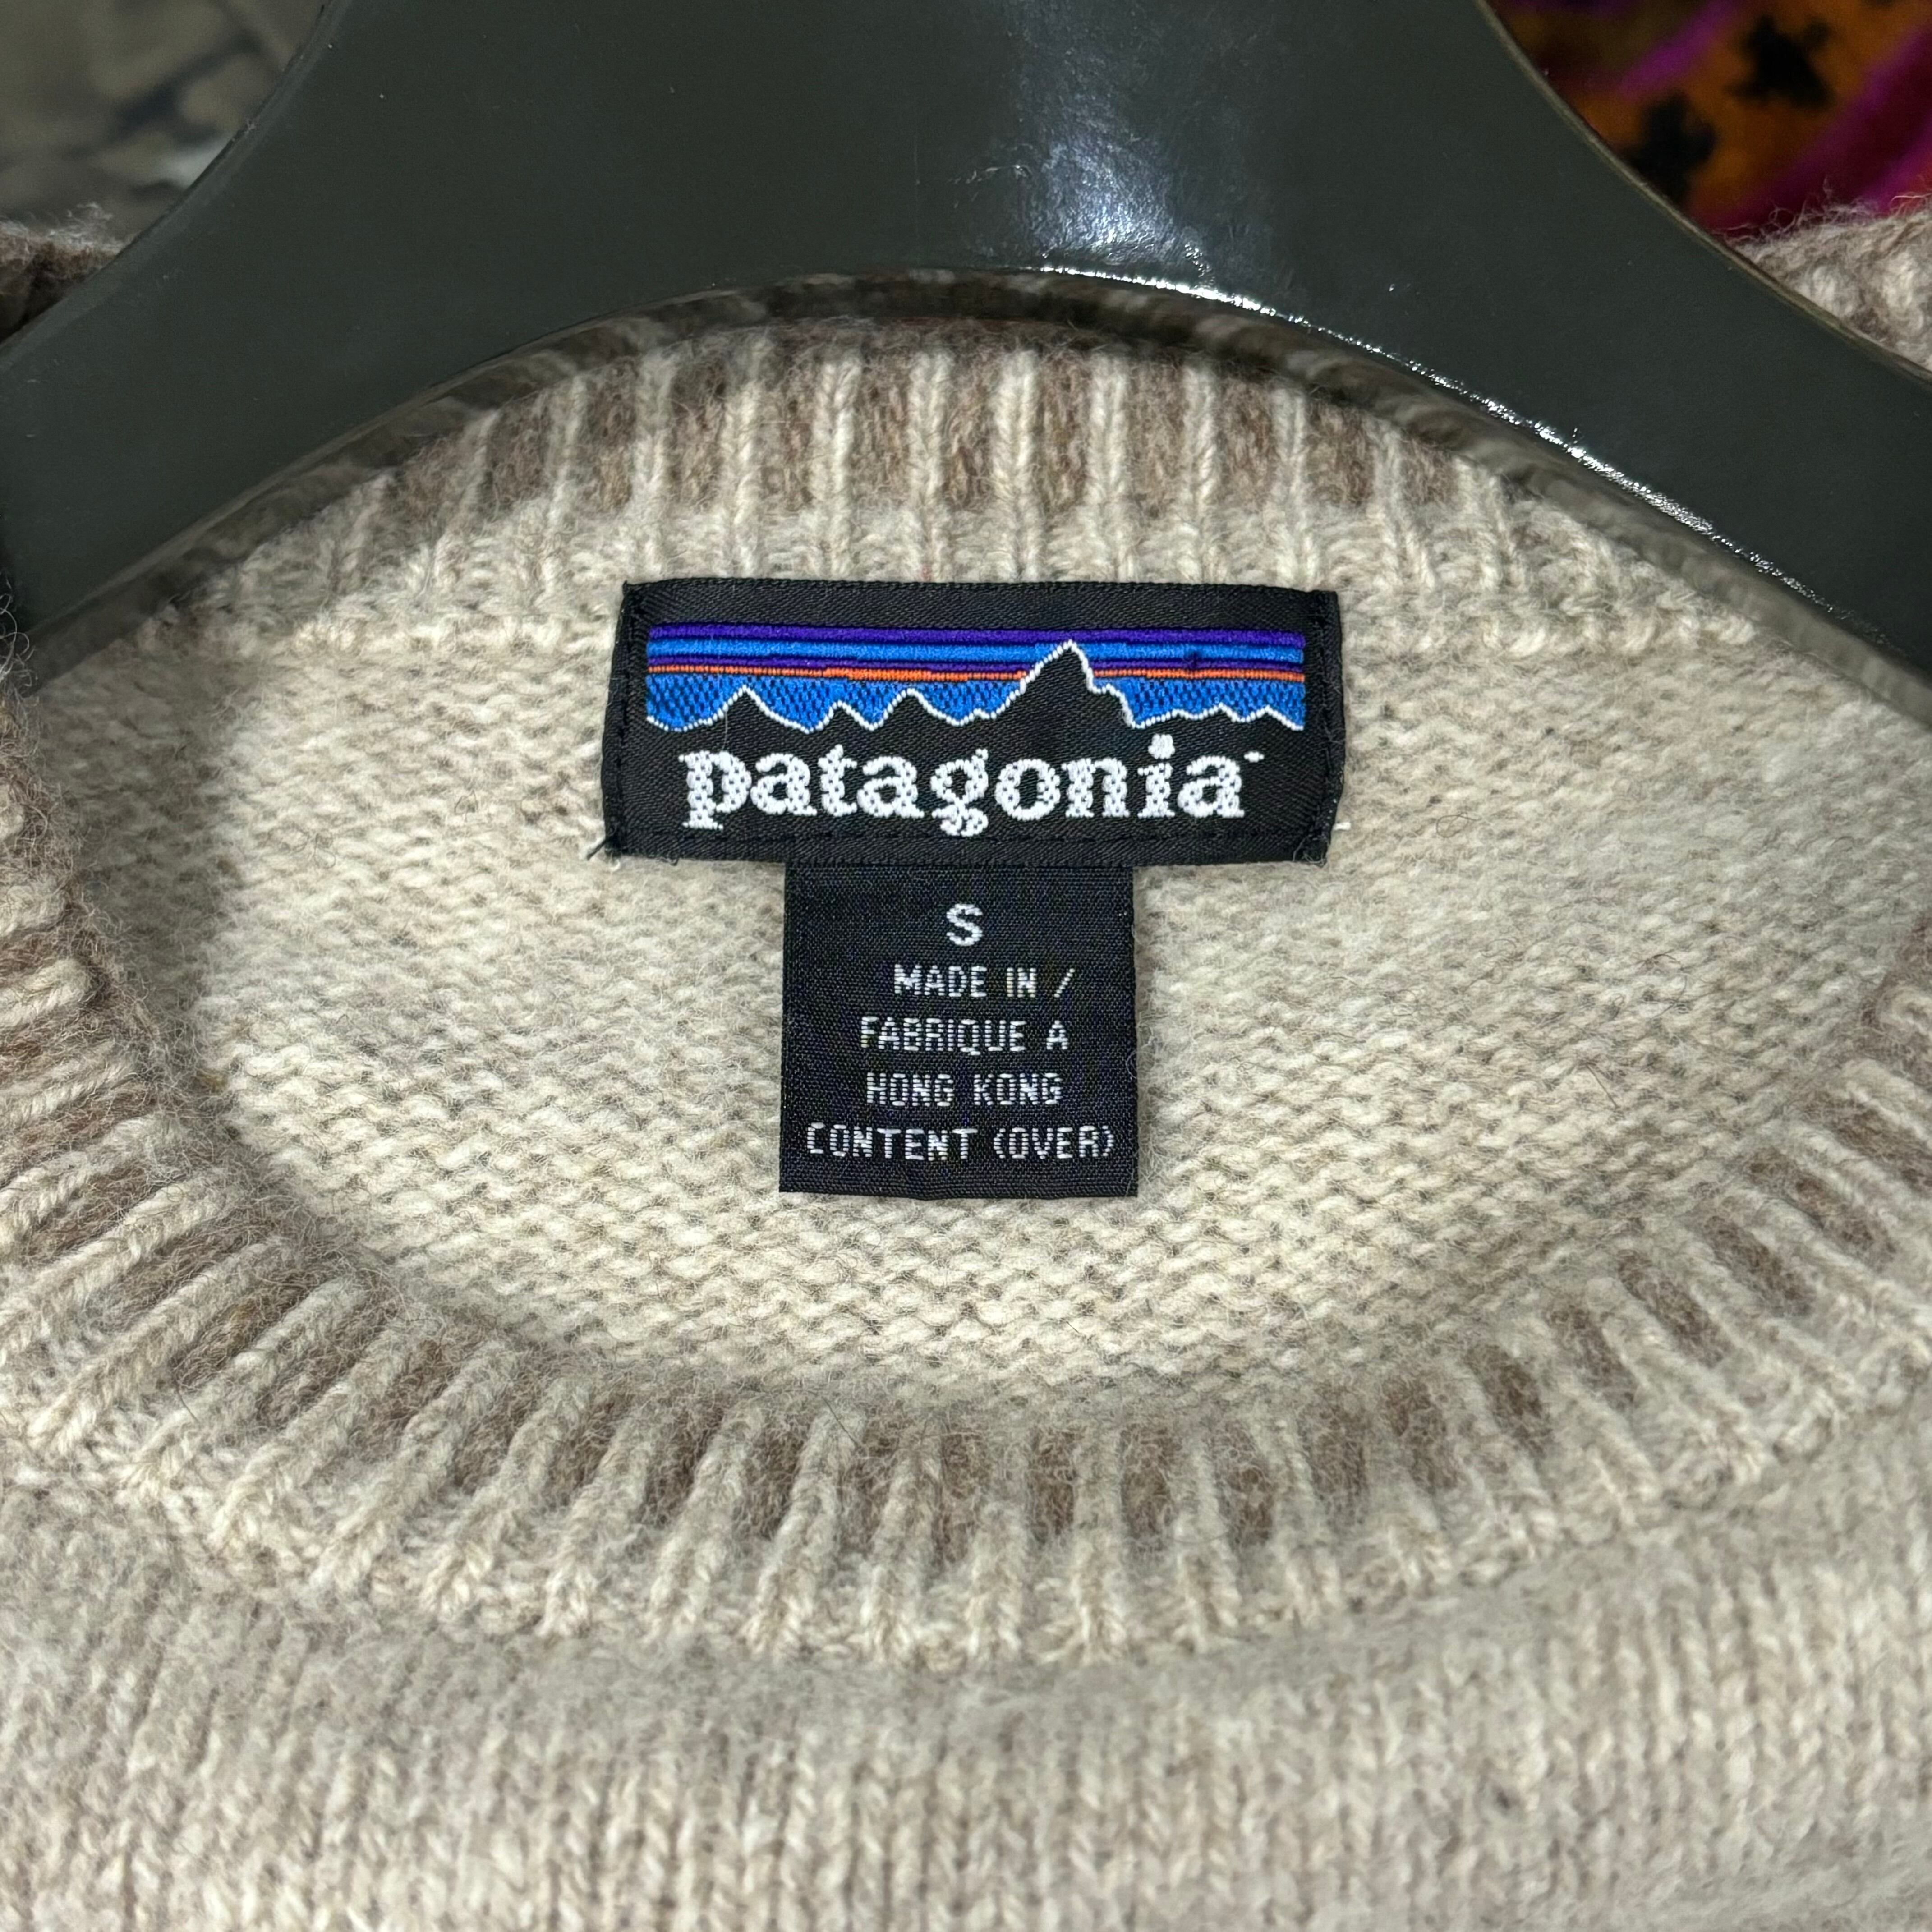 patagonia
S
MADE IN /
FABRIQUE A
HONG KONG
CONTENT (OVER)